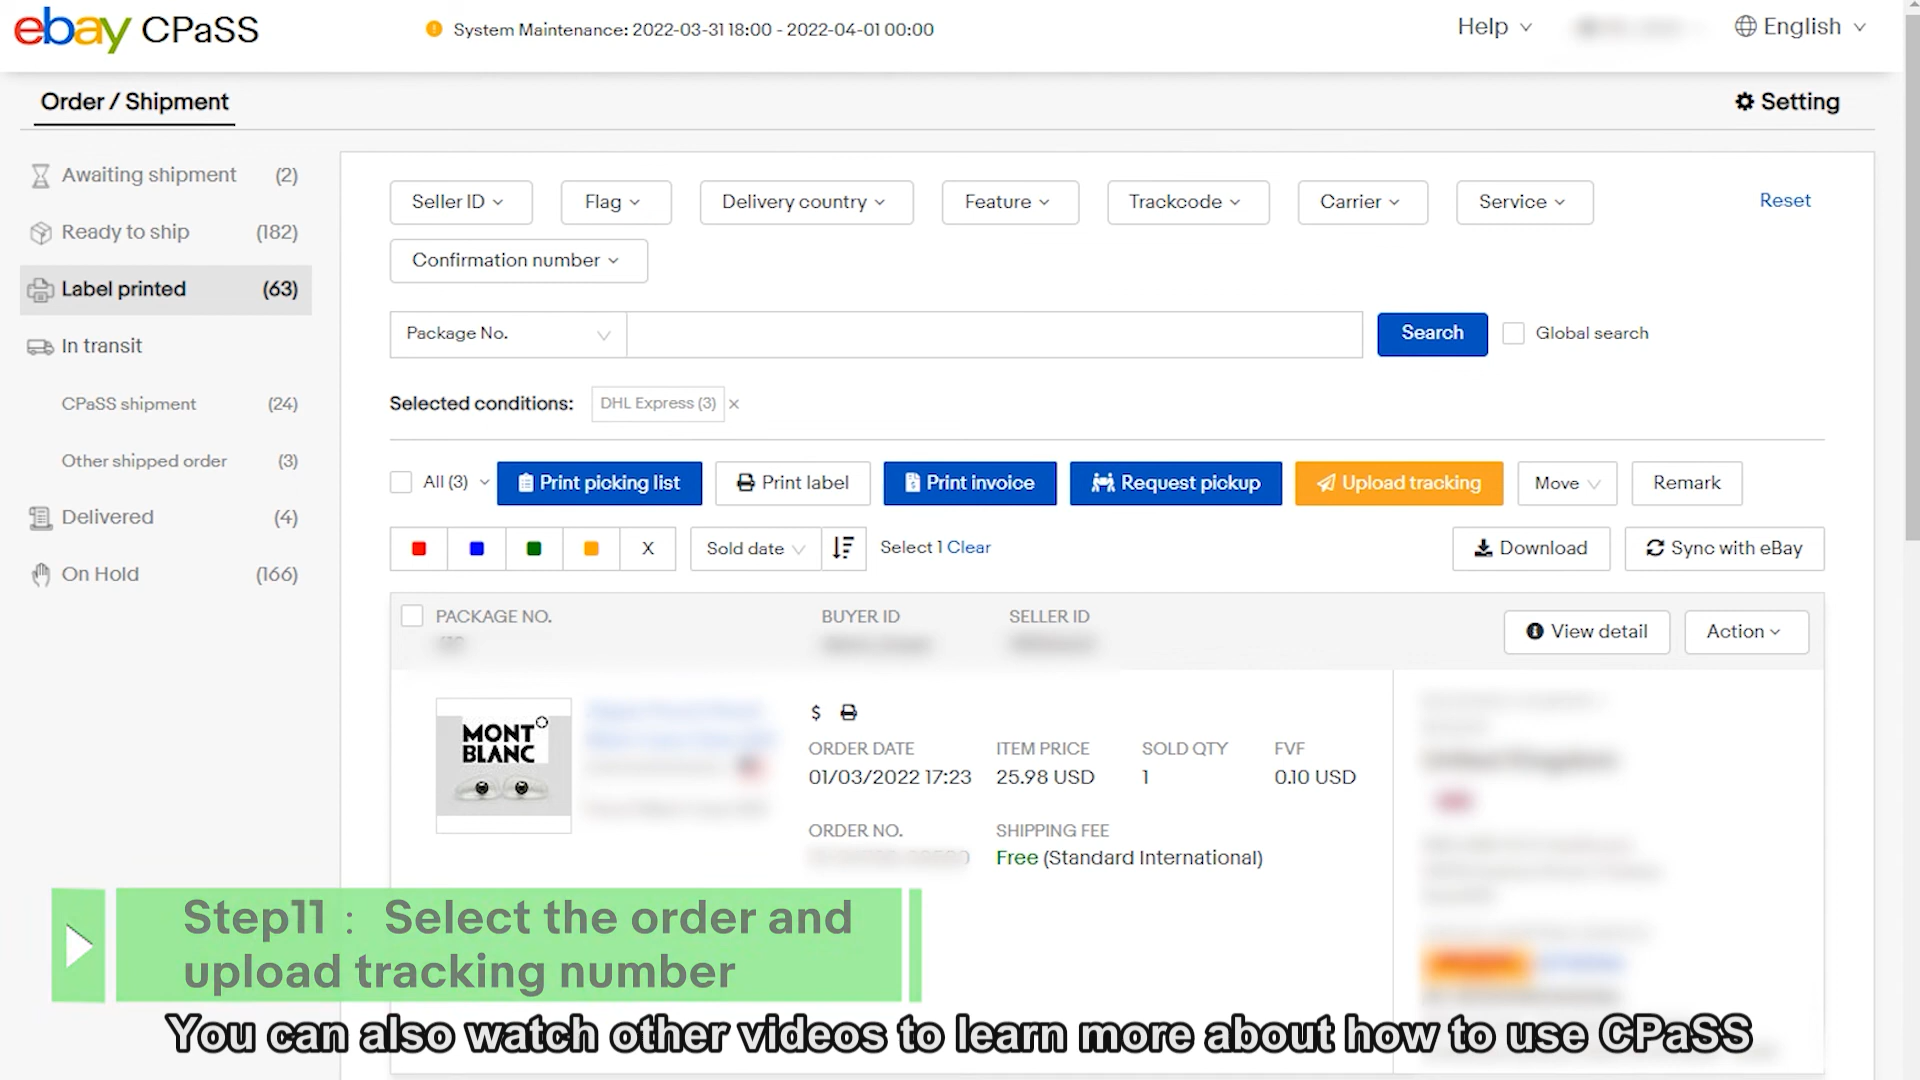 ebay CPaSS
System Maintenance: 2022-03-31 18:00 - 2022-04-01 00:00
Help
English
Order / Shipment
Setting
Awaiting shipment (2)
Ready to ship (182)
Label printed (63)
In transit
CPaSS shipment (24)
Other shipped order (3)
Delivered (4)
On Hold (166)
Seller ID
Flag
Delivery country
Feature
Trackcode
Carrier
Service
Reset
Confirmation number
Package No.
Search
Global search
Selected conditions: DHL Express (3) ×
All (3)
Print picking list
Print label
Print invoice
Request pickup
Upload tracking
Move
Remark
X
Sold date
Select 1 Clear
Download
Sync with eBay
PACKAGE NO.
BUYER ID
SELLER ID
View detail
Action
MONT
BLANC
$
ORDER DATE
ITEM PRICE
SOLD QTY
FVF
01/03/2022 17:23
25.98 USD
1
0.10 USD
ORDER NO.
SHIPPING FEE
Free (Standard International)
Step11： Select the order and
upload tracking number
You can also watch other videos to learn more about how to use CPaSS